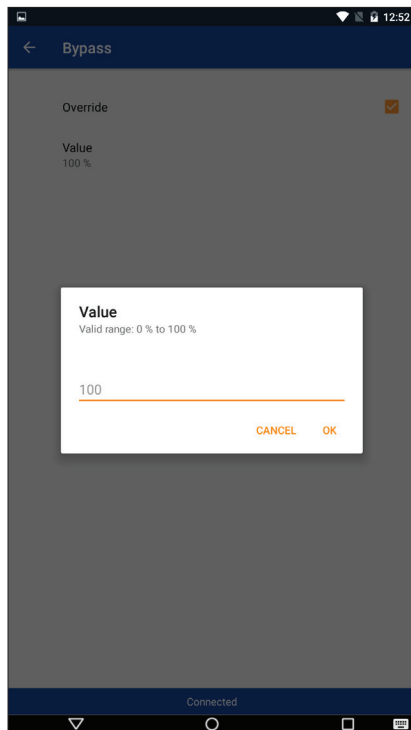 12:52
Bypass
Override
Value
100 %
Value
Valid range: 0 % to 100 %
100
CANCEL OK
Connected